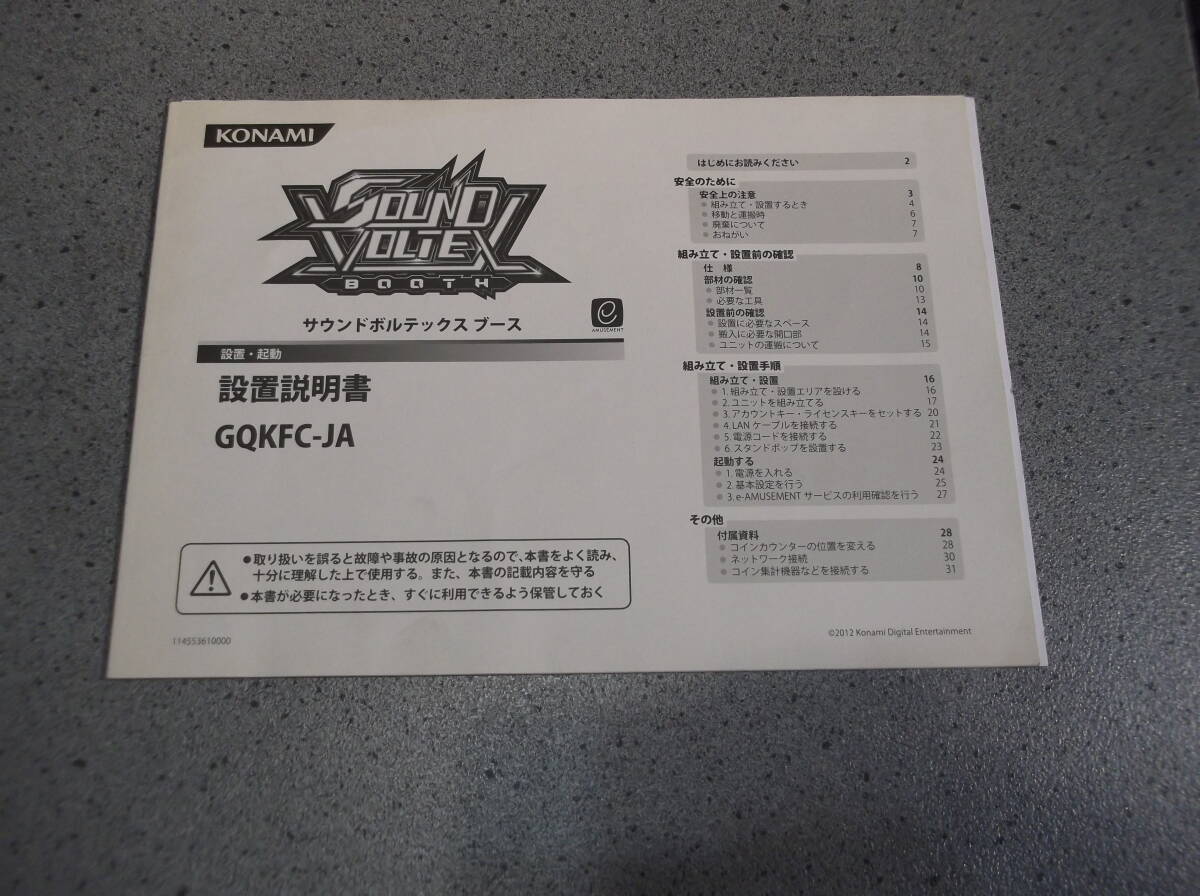 KONAMI
SOUND
VOLTEX
BOOTH
サウンドボルテックス ブース
e
AMUSEMENT
設置・起動
設置説明書
GQKFC-JA
●取り扱いを誤ると故障や事故の原因となるので、本書をよく読み、
十分に理解した上で使用する。また、本書の記載内容を守る
●本書が必要になったとき、すぐに利用できるよう保管しておく
114553610000
はじめにお読みください 2
安全のために
安全上の注意 3
● 組み立て・設置するとき 4
● 移動と運搬時 6
● 廃棄について 7
● おねがい 7
組み立て・設置前の確認
仕 様 8
部材の確認 10
● 部材一覧 10
● 必要な工具 13
設置前の確認 14
● 設置に必要なスペース 14
● 搬入に必要な開口部 14
● ユニットの運搬について 15
組み立て・設置手順
組み立て・設置 16
● 1. 組み立て・設置エリアを設ける 16
● 2. ユニットを組み立てる 17
● 3. アカウントキー・ライセンスキーをセットする 20
● 4. LAN ケーブルを接続する 21
● 5. 電源コードを接続する 22
● 6. スタンドポップを設置する 23
起動する 24
● 1. 電源を入れる 24
● 2. 基本設定を行う 25
● 3. e-AMUSEMENT サービスの利用確認を行う 27
その他
付属資料 28
● コインカウンターの位置を変える 28
● ネットワーク接続 30
● コイン集計機器などを接続する 31
©2012 Konami Digital Entertainment